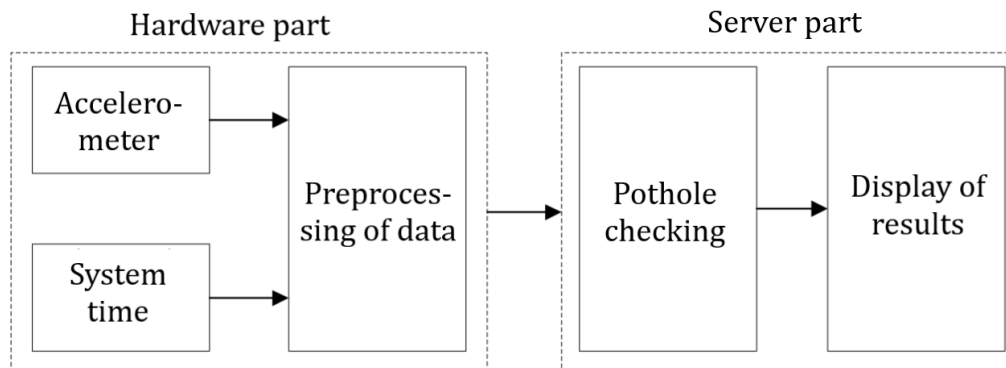 Hardware part
Accelero-
meter
System
time
Preproces-
sing of data
Server part
Pothole
checking
Display of
results